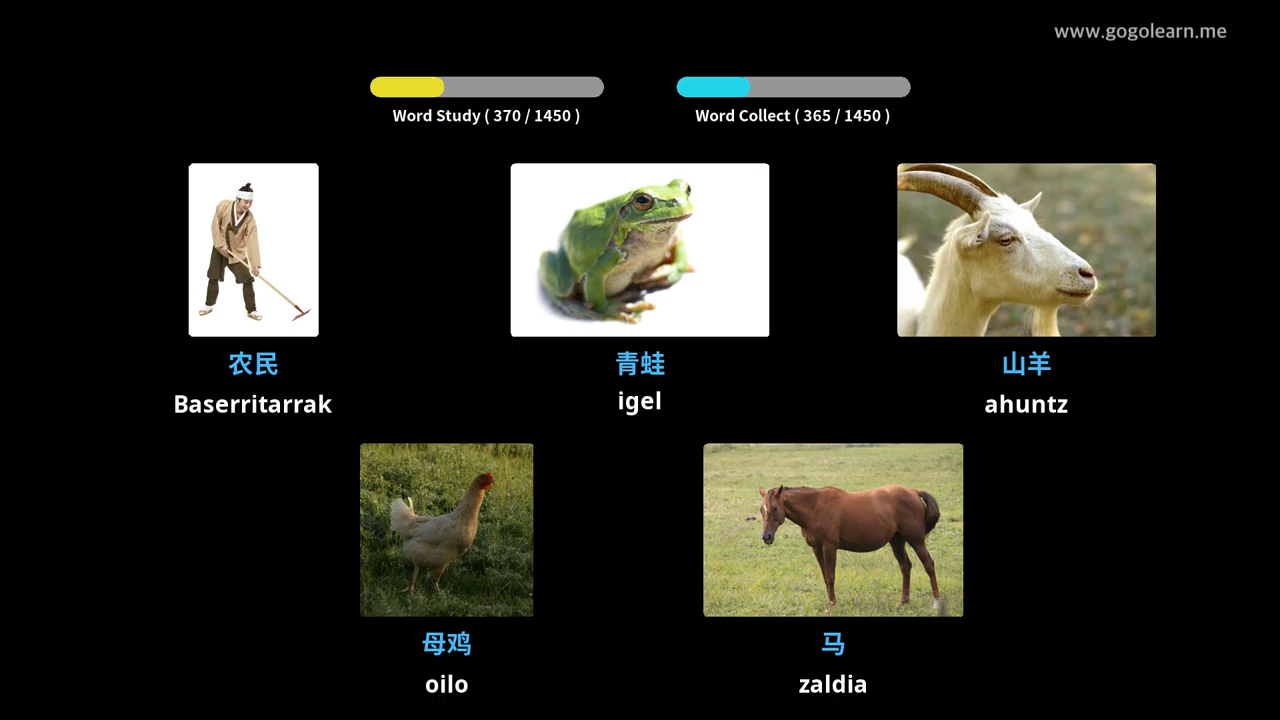 www.gogolearn.me
Word Study ( 370 / 1450 )
Word Collect ( 365 / 1450 )
农民
Baserritarrak
青蛙
igel
山羊
ahuntz
母鸡
oilo
马
zaldia